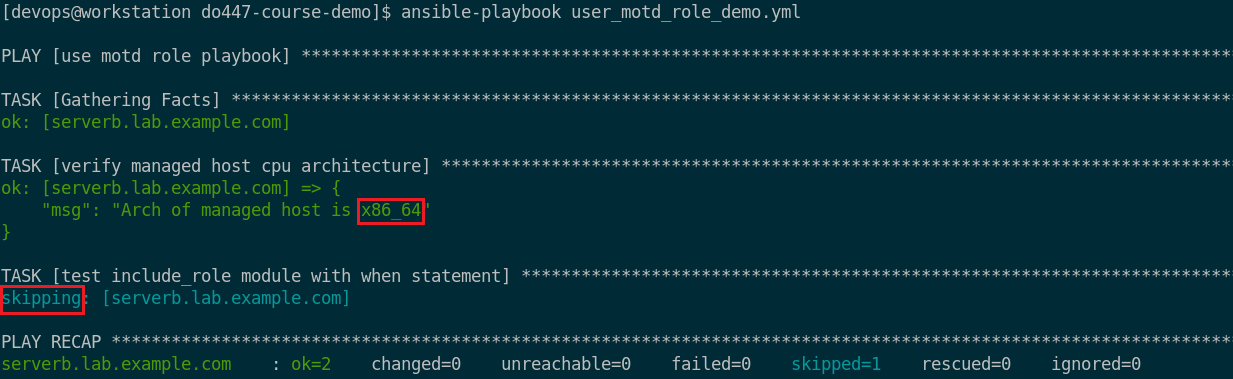 [devops@workstation do447-course-demo]$ ansible-playbook user_motd_role_demo.yml
PLAY [use motd role playbook] *********************************************************************************************
TASK [Gathering Facts] ****************************************************************************************************
ok: [serverb.lab.example.com]
TASK [verify managed host cpu architecture] *******************************************************************************
ok: [serverb.lab.example.com] => {
    "msg": "Arch of managed host is x86_64"
}
TASK [test include_role module with when statement] ***********************************************************************
skipping: [serverb.lab.example.com]
PLAY RECAP ****************************************************************************************************************
serverb.lab.example.com    : ok=2    changed=0    unreachable=0    failed=0    skipped=1    rescued=0    ignored=0